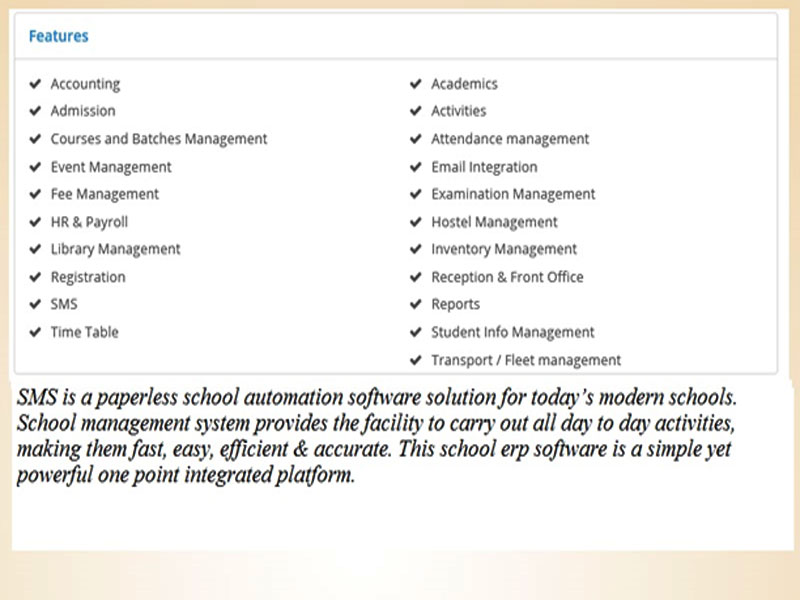 Features
Accounting
Admission
Courses and Batches Management
Event Management
Fee Management
HR & Payroll
Library Management
Registration
SMS
Time Table
Academics
Activities
Attendance management
Email Integration
Examination Management
Hostel Management
Inventory Management
Reception & Front Office
Reports
Student Info Management
Transport / Fleet management
SMS is a paperless school automation software solution for today's modern schools.
School management system provides the facility to carry out all day to day activities,
making them fast, easy, efficient & accurate. This school erp software is a simple yet
powerful one point integrated platform.